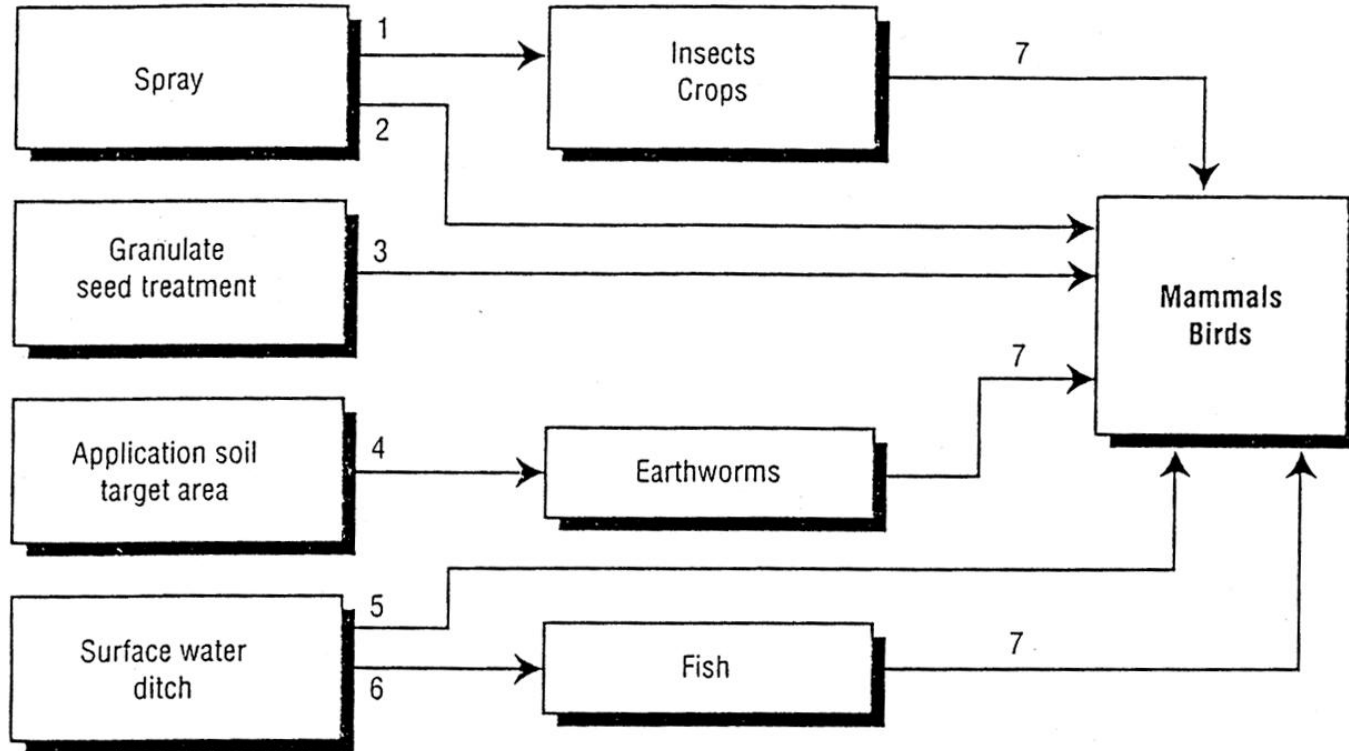 Spray
1
2
Insects
Crops
7
Granulate
seed treatment
3
Mammals
Birds
Application soil
target area
4
Earthworms
7
Surface water
ditch
5
6
Fish
7